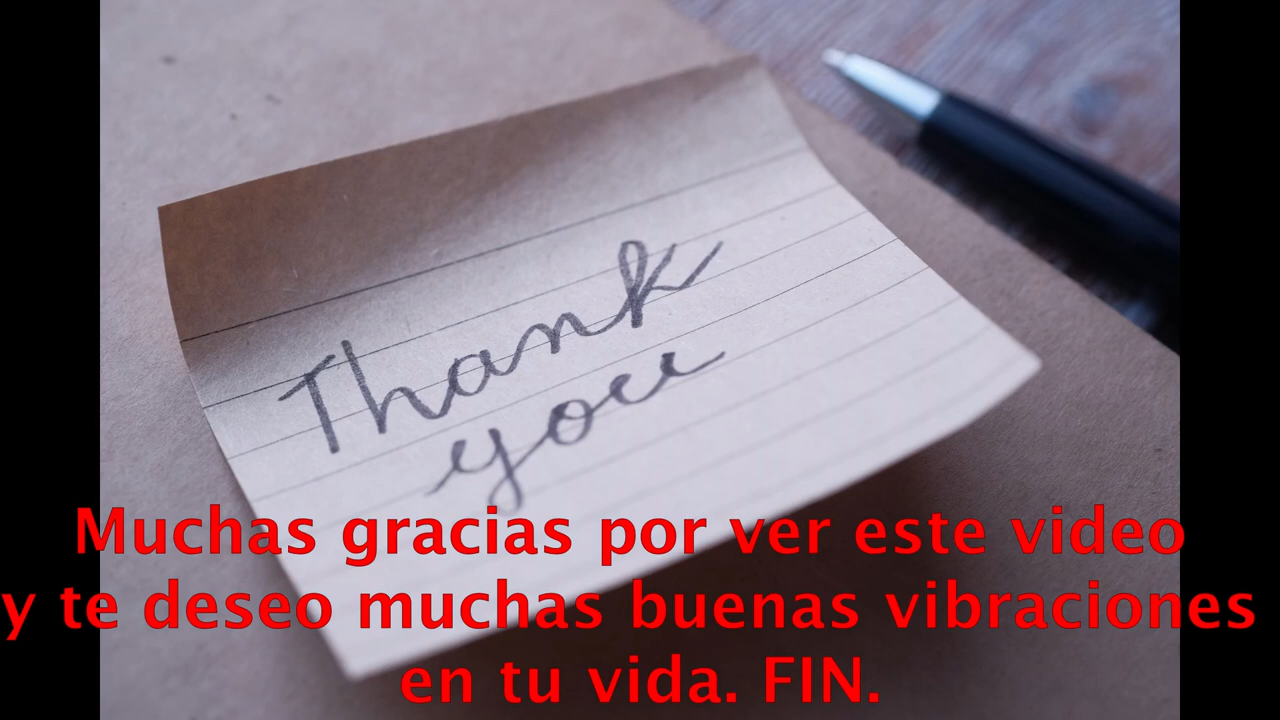 Thank
you
Muchas gracias por ver este video
y te deseo muchas buenas vibraciones
en tu vida. FIN.